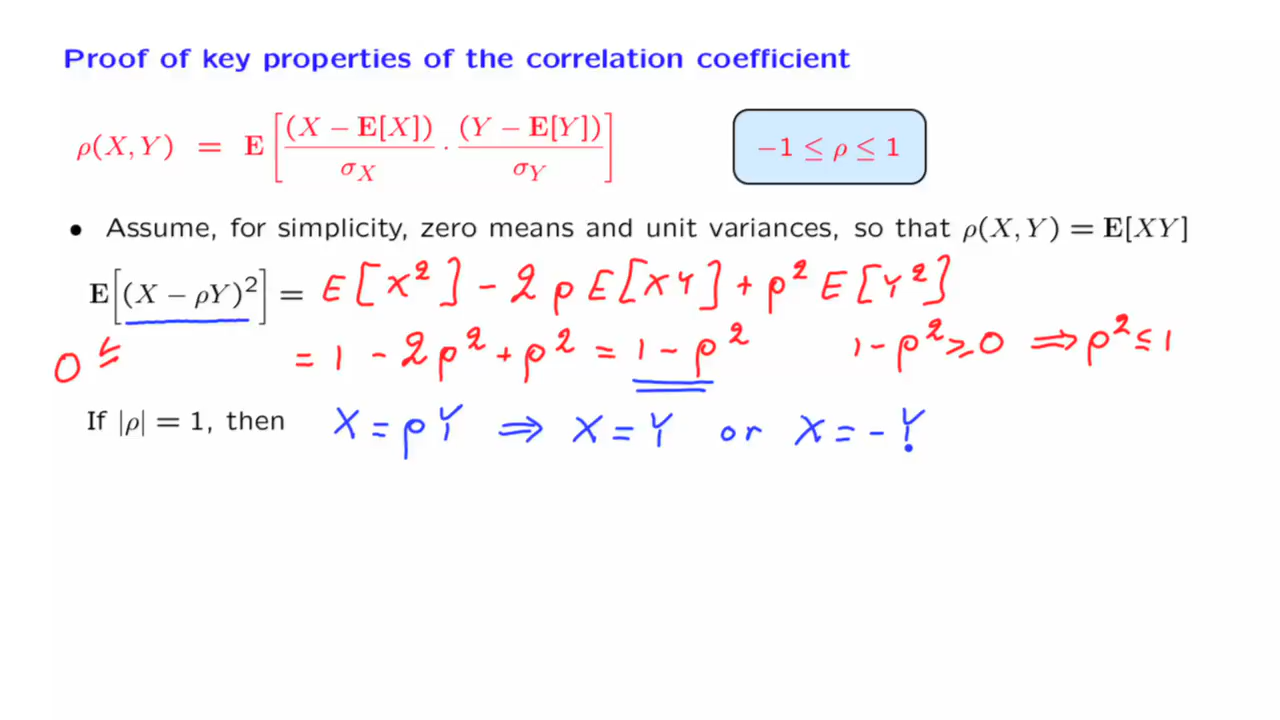 Proof of key properties of the correlation coefficient
ρ(X, Y) = E[(X − E[X])/σ_X · (Y − E[Y])/σ_Y]
−1 ≤ ρ ≤ 1
• Assume, for simplicity, zero means and unit variances, so that ρ(X, Y) = E[XY]
E[(X − ρY)²] = E[X²] − 2ρE[XY] + ρ²E[Y²]
0 ≤ = 1 − 2ρ² + ρ² = 1 − ρ² 1 − ρ² ≥ 0 ⇒ ρ² ≤ 1
If |ρ| = 1, then X = ρY ⇒ X = Y or X = −Y.